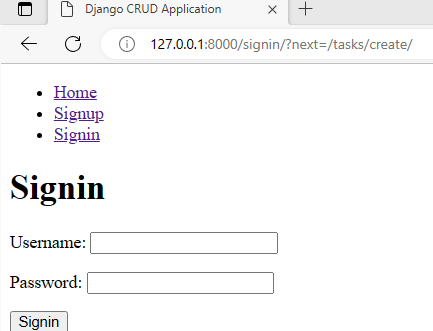 Django CRUD Application
127.0.0.1:8000/signin/?next=/tasks/create/
Home
Signup
Signin
Signin
Username:
Password:
Signin